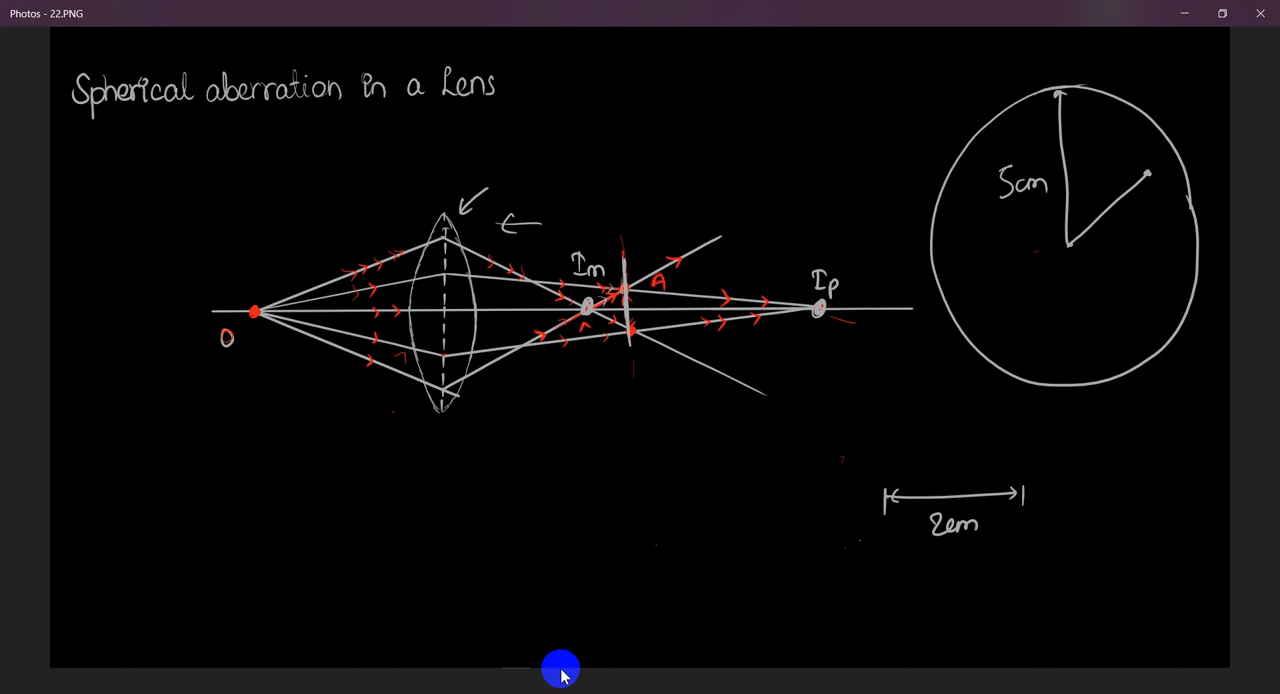 Photos - 22.PNG
Spherical aberration in a Lens
5cm
Im
A
Ip
O
2cm